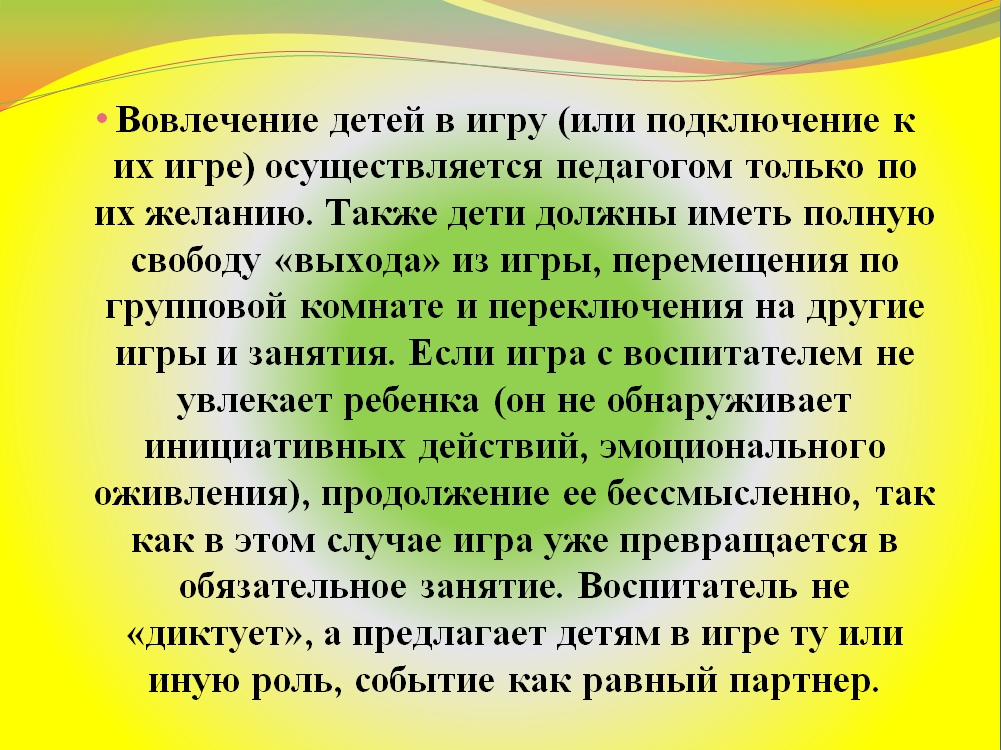 • Вовлечение детей в игру (или подключение к
их игре) осуществляется педагогом только по
их желанию. Также дети должны иметь полную
свободу «выхода» из игры, перемещения по
групповой комнате и переключения на другие
игры и занятия. Если игра с воспитателем не
увлекает ребенка (он не обнаруживает
инициативных действий, эмоционального
оживления), продолжение ее бессмысленно, так
как в этом случае игра уже превращается в
обязательное занятие. Воспитатель не
«диктует», а предлагает детям в игре ту или
иную роль, событие как равный партнер.